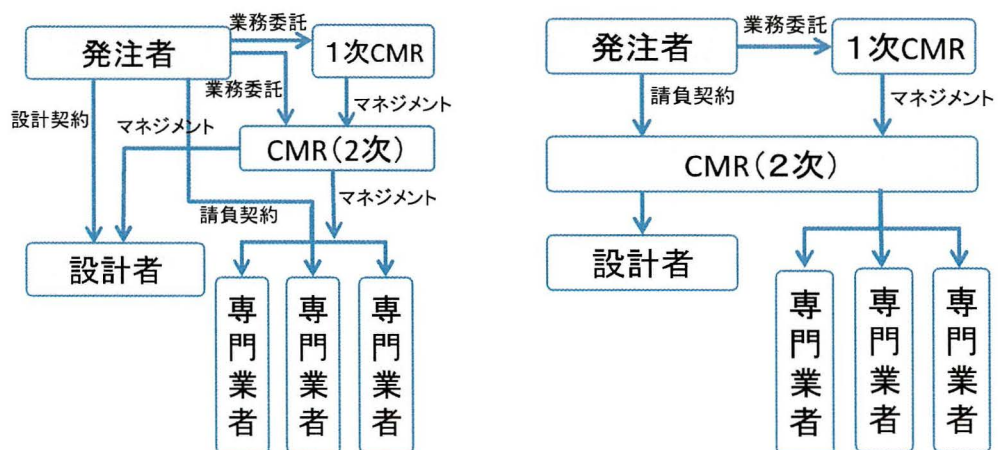 業務委託
発注者
1次CMR
業務委託
設計契約
マネジメント
マネジメント
CMR（2次）
マネジメント
請負契約
設計者
専門業者
専門業者
専門業者
発注者
業務委託
1次CMR
請負契約
マネジメント
CMR（２次）
設計者
専門業者
専門業者
専門業者